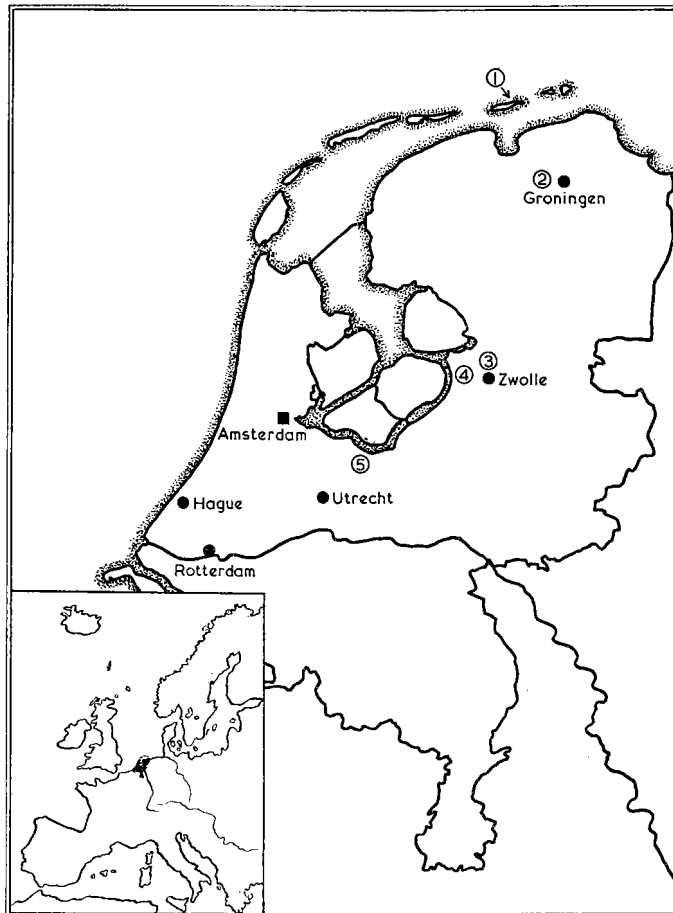 ①
②
Groningen
③
④
Zwolle
Amsterdam
⑤
Hague
Utrecht
Rotterdam